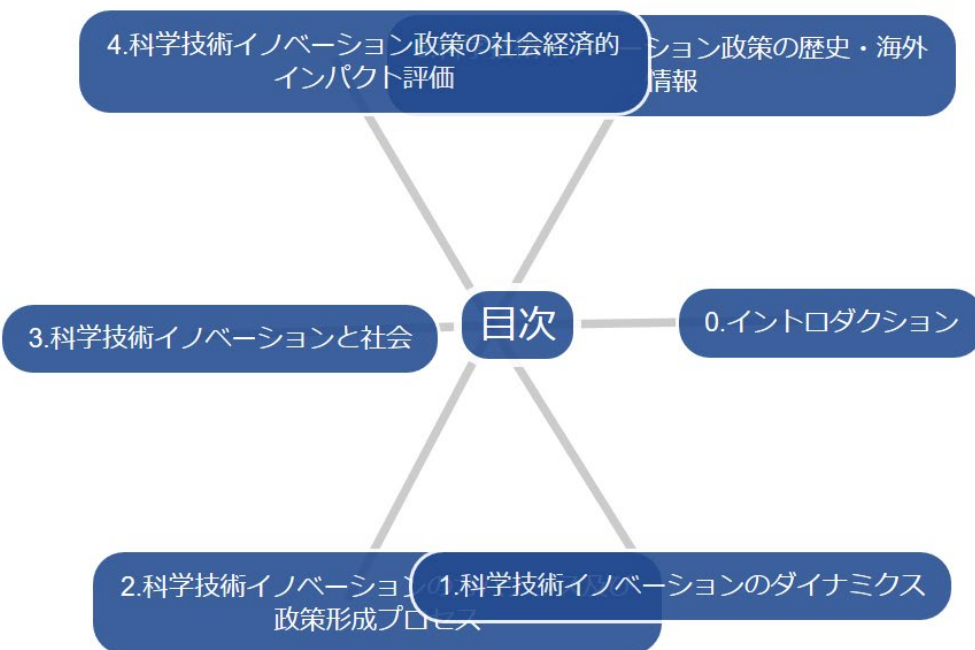 4.科学技術イノベーション政策の社会経済的
インパクト評価
ション政策の歴史・海外
情報
目次
0.イントロダクション
3.科学技術イノベーションと社会
2.科学技術イノベーション
政策形成プロセス
1.科学技術イノベーションのダイナミクス